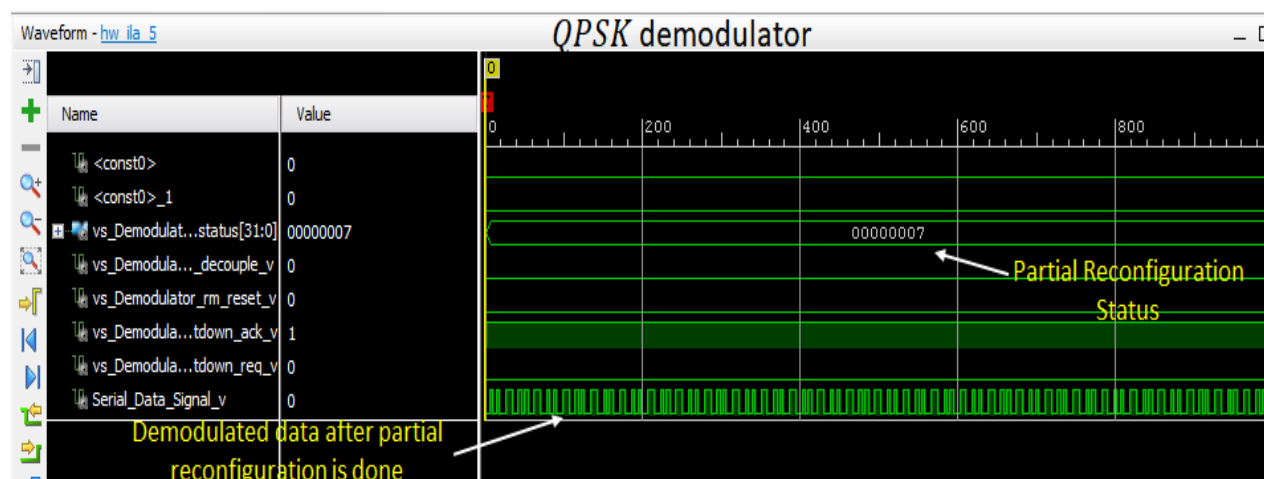 Waveform - hw_ila_5
QPSK demodulator
0
Name Value
0 200 400 600 800
<const0> 0
<const0>_1 0
vs_Demodulat...status[31:0] 00000007
00000007
vs_Demodula..._decouple_v 0
Partial Reconfiguration
Status
vs_Demodulator_rm_reset_v 0
vs_Demodula...tdown_ack_v 1
vs_Demodula...tdown_req_v 0
Serial_Data_Signal_v 0
Demodulated data after partial
reconfiguration is done